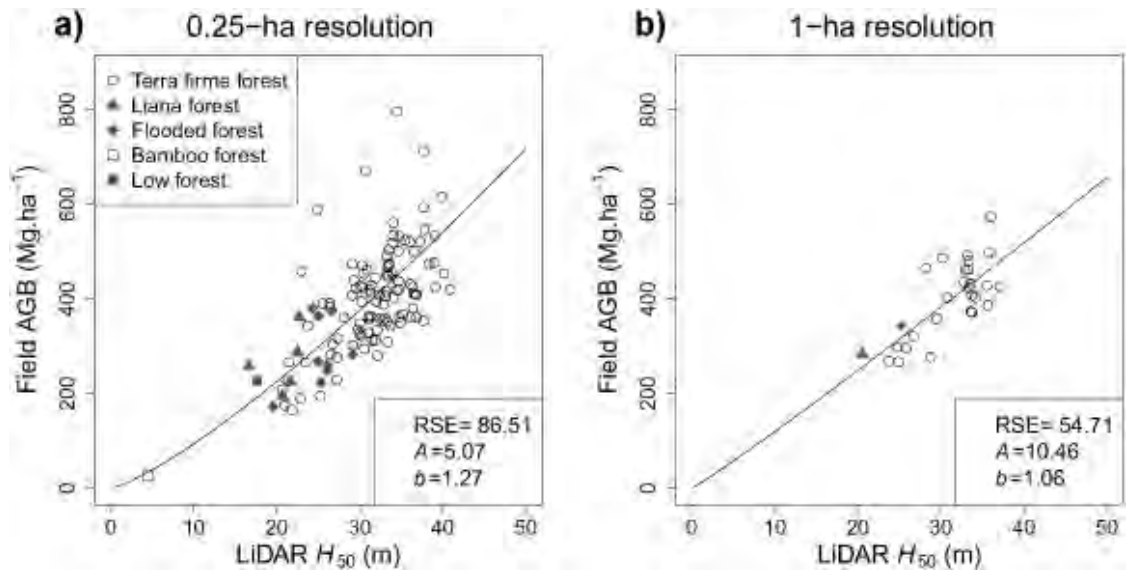 a) 0.25−ha resolution
Terra firme forest
Liana forest
Flooded forest
Bamboo forest
Low forest
Field AGB (Mg.ha⁻¹)
0 200 400 600 800
RSE= 86.51
A=5.07
b=1.27
0 10 20 30 40 50
LiDAR H₅₀ (m)
b) 1−ha resolution
Field AGB (Mg.ha⁻¹)
0 200 400 600 800
RSE= 54.71
A=10.46
b=1.06
0 10 20 30 40 50
LiDAR H₅₀ (m)